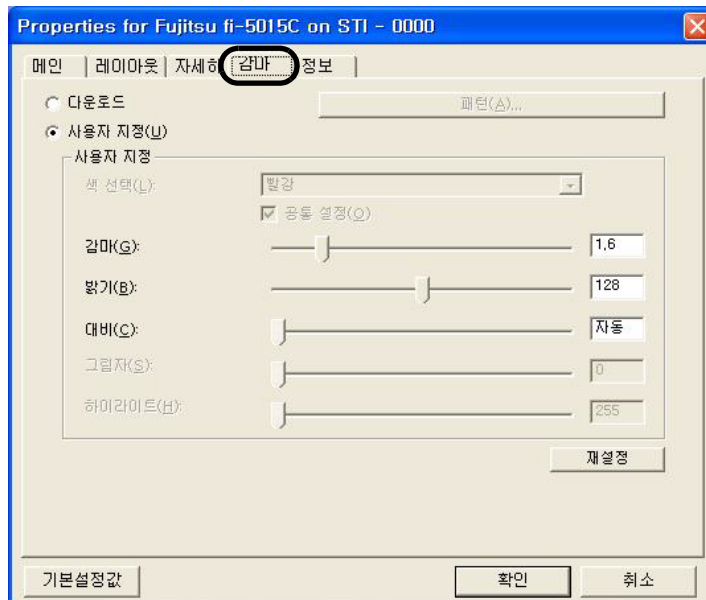 Properties for Fujitsu fi-5015C on STI - 0000
메인 레이아웃 자세히 감마 정보
다운로드 패턴(A)...
사용자 지정(U)
사용자 지정
색 선택(L): 빨강
공통 설정(O)
감마(G): 1,6
밝기(B): 128
대비(C): 자동
그림자(S): 0
하이라이트(H): 255
재설정
기본설정값 확인 취소